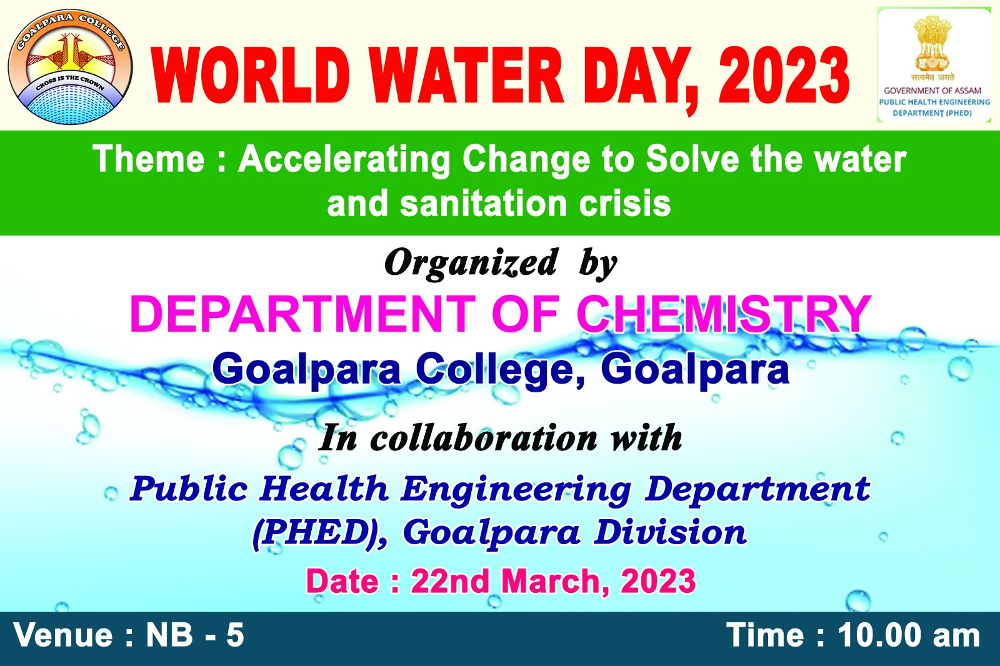 GOALPARA COLLEGE
CROSS IS THE CROWN
WORLD WATER DAY, 2023
सत्यमेव जयते
GOVERNMENT OF ASSAM
PUBLIC HEALTH ENGINEERING
DEPARTMENT (PHED)
Theme : Accelerating Change to Solve the water
and sanitation crisis
Organized by
DEPARTMENT OF CHEMISTRY
Goalpara College, Goalpara
In collaboration with
Public Health Engineering Department
(PHED), Goalpara Division
Date : 22nd March, 2023
Venue : NB - 5
Time : 10.00 am